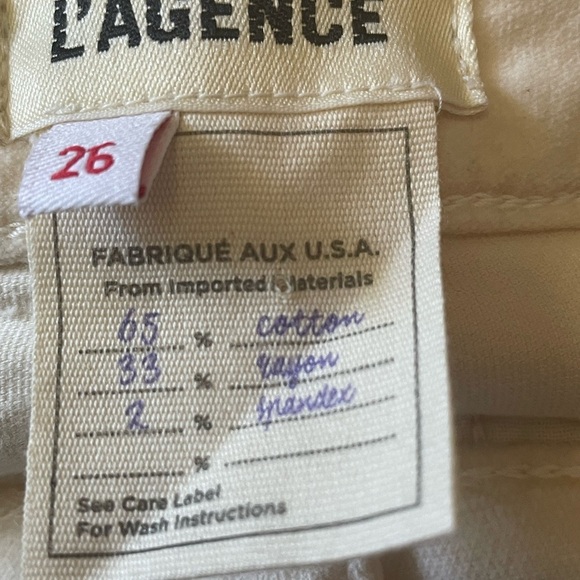 L'AGENCE
26
FABRIQUÉ AUX U.S.A.
From Imported Materials
65 % cotton
33 % rayon
2 % spandex
%
See Care Label
For Wash Instructions